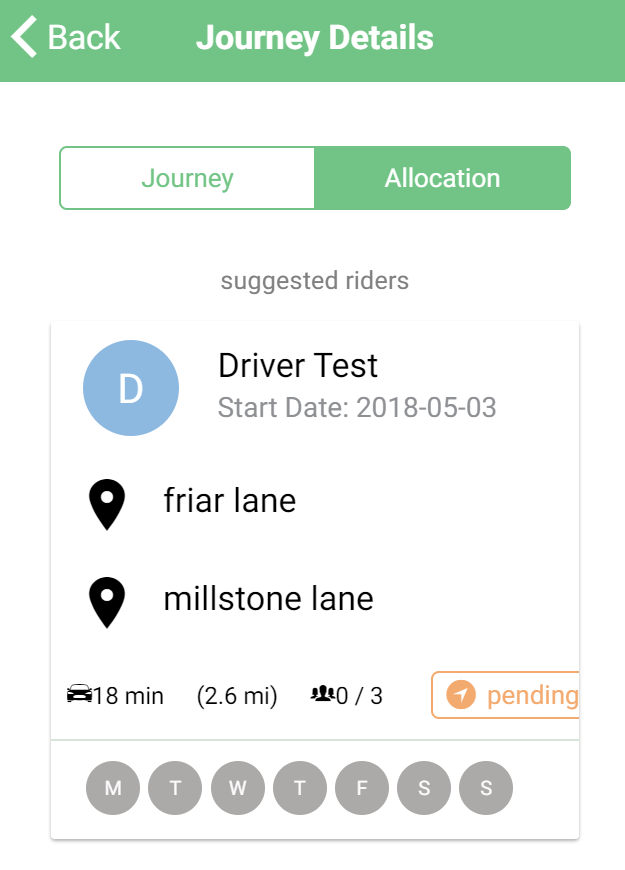 Back Journey Details
Journey Allocation
suggested riders
D Driver Test
Start Date: 2018-05-03
friar lane
millstone lane
18 min (2.6 mi) 0 / 3 pending
M T W T F S S